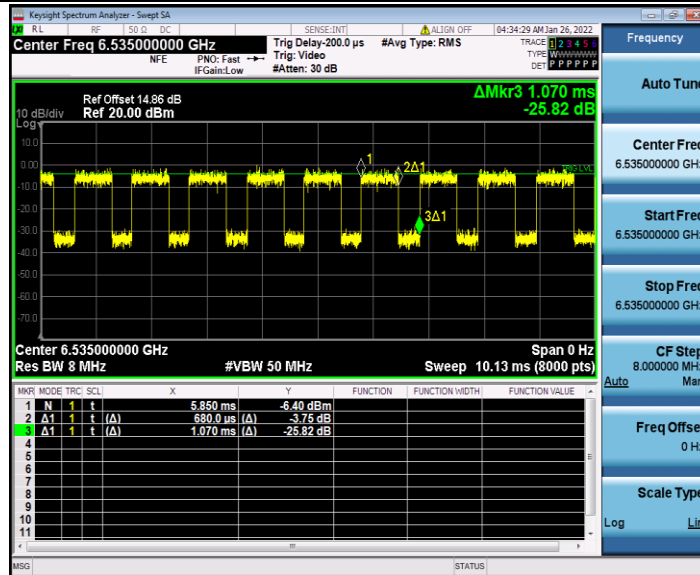 Keysight Spectrum Analyzer - Swept SA
RL RF 50 Ω DC SENSE:INT ALIGN OFF 04:34:29 AM Jan 26, 2022
Center Freq 6.535000000 GHz
NFE PNO: Fast IFGain:Low
Trig Delay-200.0 µs Trig: Video #Atten: 30 dB
#Avg Type: RMS
TRACE 1 2 3 4 5 6
TYPE WWWWWW
DET P P P P P P
Ref Offset 14.86 dB
10 dB/div Ref 20.00 dBm
Log
ΔMkr3 1.070 ms
-25.82 dB
10.0
0.00
-10.0
-20.0
-30.0
-40.0
-50.0
-60.0
-70.0
1
2Δ1
3Δ1
TRIG LVL
Center 6.535000000 GHz Span 0 Hz
Res BW 8 MHz #VBW 50 MHz Sweep 10.13 ms (8000 pts)
MKR MODE TRC SCL X Y FUNCTION FUNCTION WIDTH FUNCTION VALUE
1 N 1 t 5.850 ms -6.40 dBm
2 Δ1 1 t (Δ) 680.0 µs (Δ) -3.75 dB
3 Δ1 1 t (Δ) 1.070 ms (Δ) -25.82 dB
4
5
6
7
8
9
10
11
MSG STATUS
Frequency
Auto Tune
Center Freq
6.535000000 GHz
Start Freq
6.535000000 GHz
Stop Freq
6.535000000 GHz
CF Step
8.000000 MHz
Auto Man
Freq Offset
0 Hz
Scale Type
Log Lin